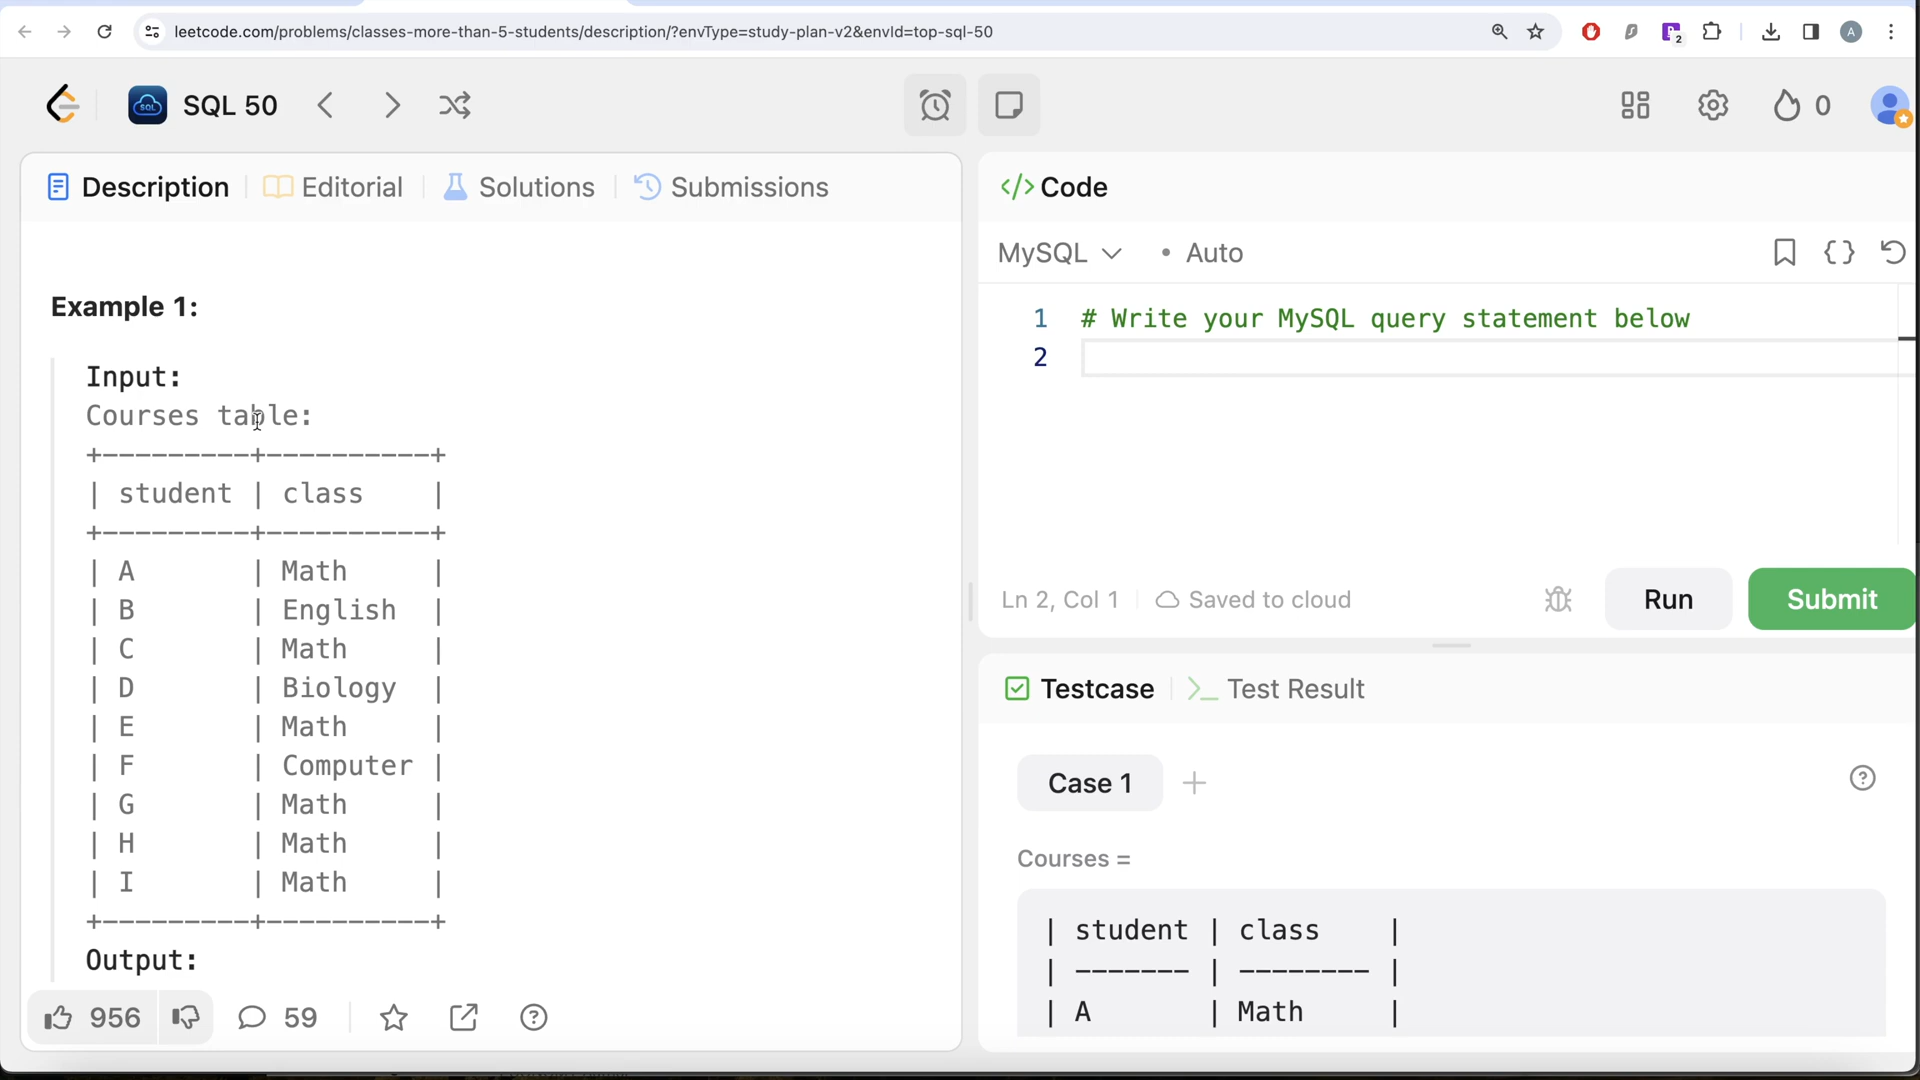 leetcode.com/problems/classes-more-than-5-students/description/?envType=study-plan-v2&envId=top-sql-50
2
A
SQL
SQL 50
0
Description
Editorial
Solutions
Submissions
Example 1:
Input:
Courses table:
+---------+----------+
| student | class    |
+---------+----------+
| A       | Math     |
| B       | English  |
| C       | Math     |
| D       | Biology  |
| E       | Math     |
| F       | Computer |
| G       | Math     |
| H       | Math     |
| I       | Math     |
+---------+----------+
Output:
956
59
</> Code
MySQL
• Auto
{}
1 # Write your MySQL query statement below
2
Ln 2, Col 1
Saved to cloud
Run
Submit
Testcase
>_ Test Result
Case 1
+
Courses =
| student | class    |
| ------- | -------- |
| A       | Math     |